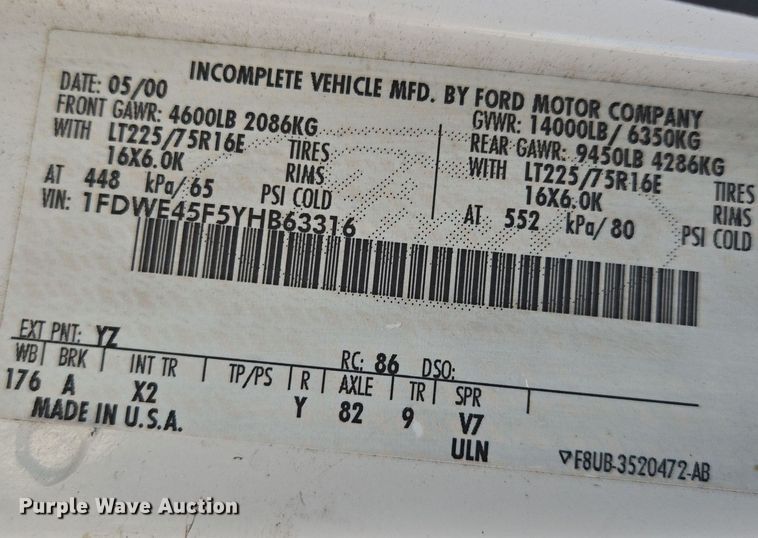 INCOMPLETE VEHICLE MFD. BY FORD MOTOR COMPANY
DATE: 05/00 GVWR: 14000LB/ 6350KG
FRONT GAWR: 4600LB 2086KG REAR GAWR: 9450LB 4286KG
WITH LT225/75R16E TIRES WITH LT225/75R16E TIRES
16X6.0K RIMS 16X6.0K RIMS
AT 448 kPa/65 PSI COLD AT 552 kPa/80 PSI COLD
VIN: 1FDWE45F5YHB63316
EXT PNT: YZ RC: 86 DSO:
WB BRK INT TR TP/PS R AXLE TR SPR
176 A X2 Y 82 9 V7
MADE IN U.S.A. ULN
F8UB-3520472-AB
Purple Wave Auction